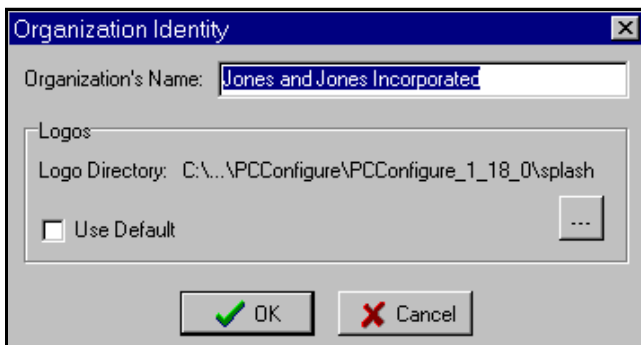 Organization Identity
Organization's Name: Jones and Jones Incorporated
Logos
Logo Directory: C:\...\PCConfigure\PCConfigure_1_18_0\splash
Use Default
...
OK Cancel